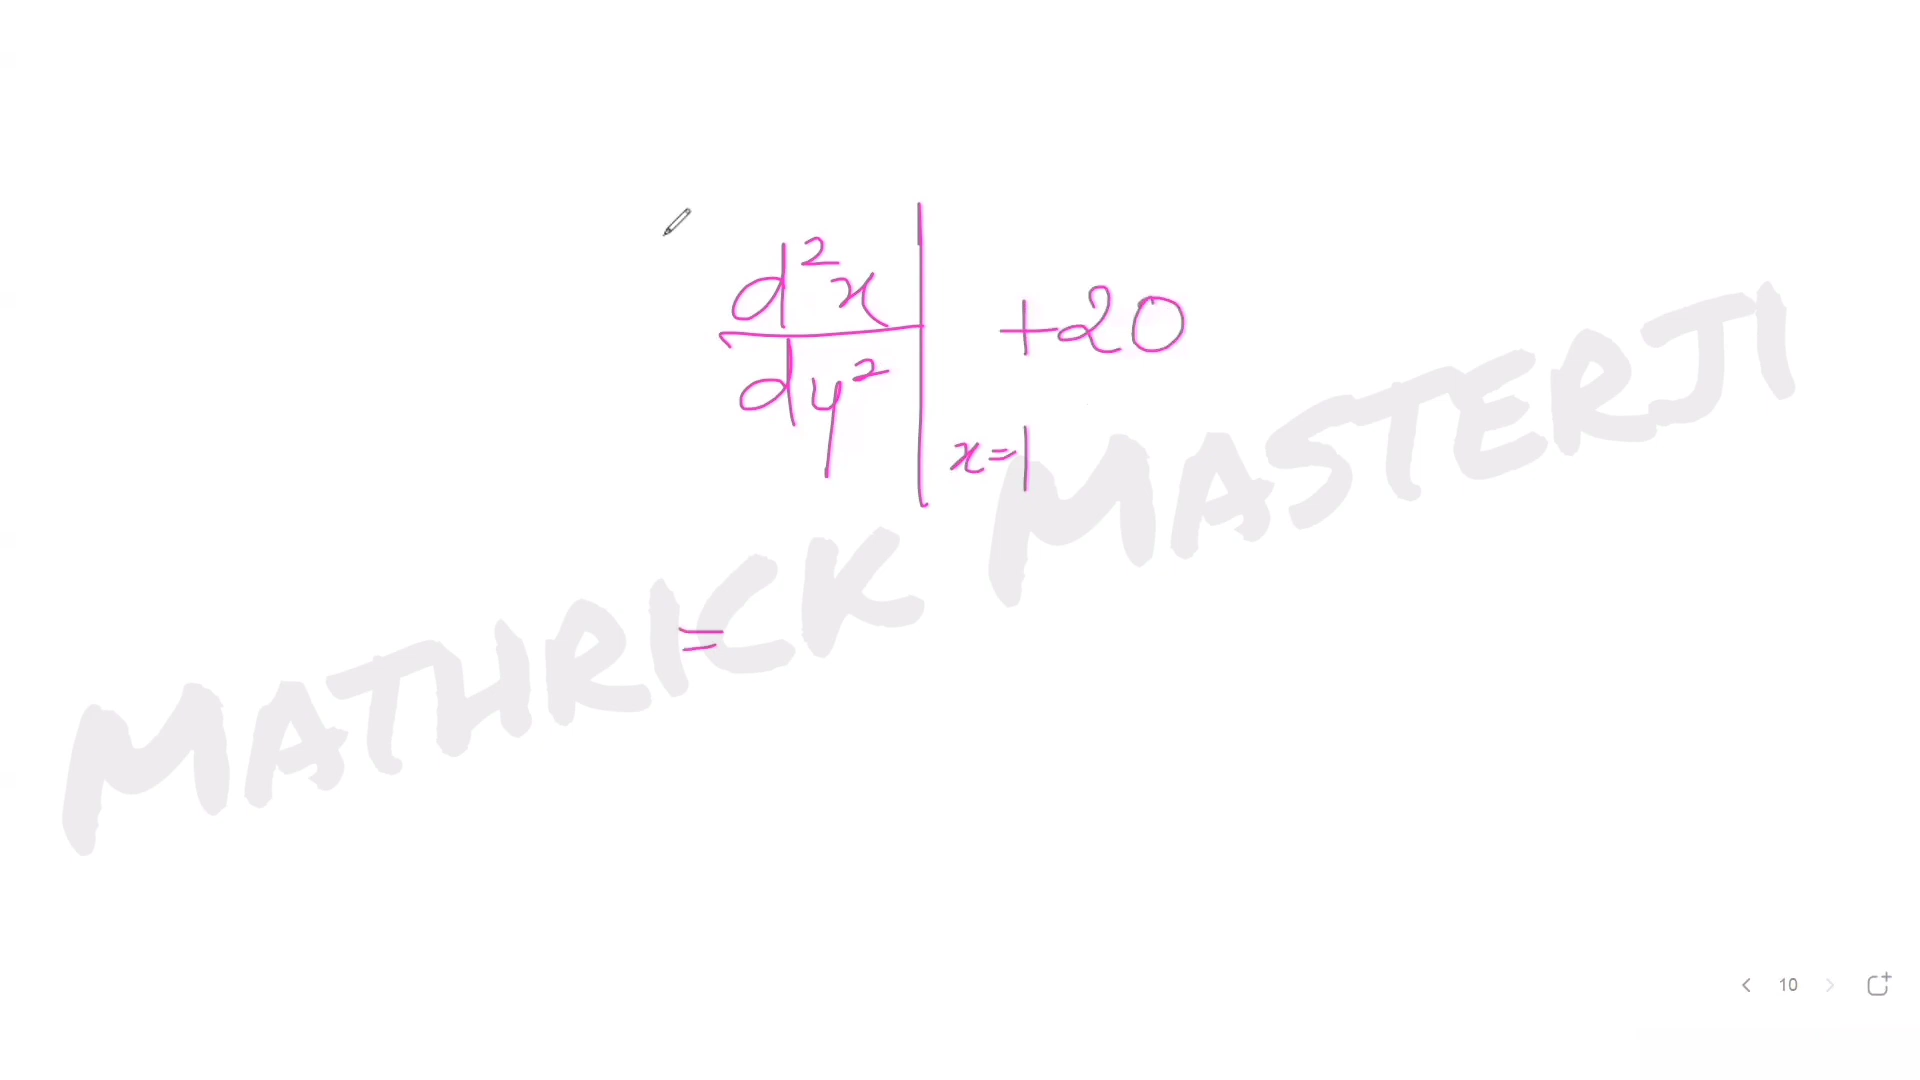 d²x/dy² | x=1 +20
=
MATHRICK MASTERJI
10